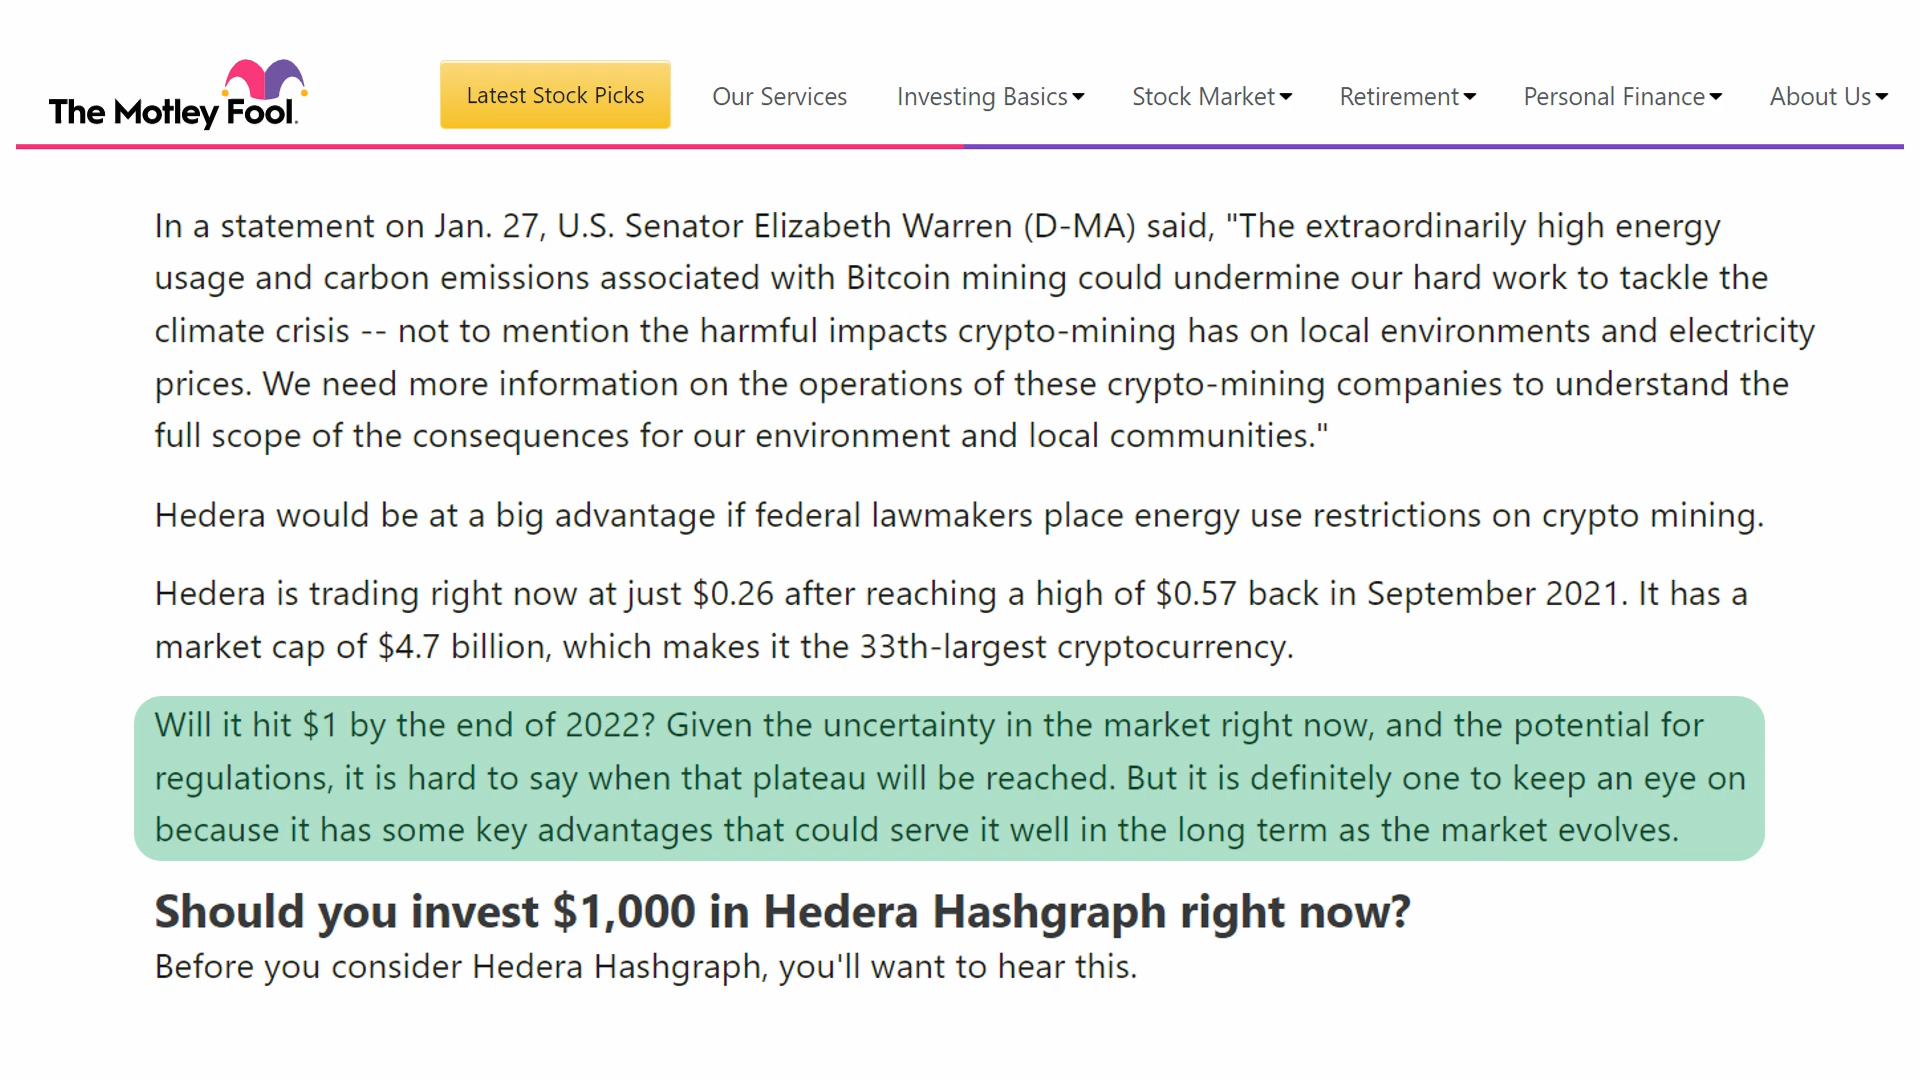 The Motley Fool.
Latest Stock Picks
Our Services
Investing Basics
Stock Market
Retirement
Personal Finance
About Us
In a statement on Jan. 27, U.S. Senator Elizabeth Warren (D-MA) said, "The extraordinarily high energy
usage and carbon emissions associated with Bitcoin mining could undermine our hard work to tackle the
climate crisis -- not to mention the harmful impacts crypto-mining has on local environments and electricity
prices. We need more information on the operations of these crypto-mining companies to understand the
full scope of the consequences for our environment and local communities."
Hedera would be at a big advantage if federal lawmakers place energy use restrictions on crypto mining.
Hedera is trading right now at just $0.26 after reaching a high of $0.57 back in September 2021. It has a
market cap of $4.7 billion, which makes it the 33th-largest cryptocurrency.
Will it hit $1 by the end of 2022? Given the uncertainty in the market right now, and the potential for
regulations, it is hard to say when that plateau will be reached. But it is definitely one to keep an eye on
because it has some key advantages that could serve it well in the long term as the market evolves.
Should you invest $1,000 in Hedera Hashgraph right now?
Before you consider Hedera Hashgraph, you'll want to hear this.